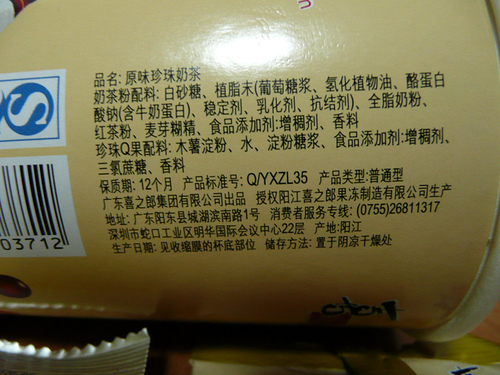 品名: 原味珍珠奶茶
奶茶粉配料: 白砂糖、植脂末(葡萄糖浆、氢化植物油、酪蛋白
酸钠(含牛奶蛋白)、稳定剂、乳化剂、抗结剂)、全脂奶粉、
红茶粉、麦芽糊精、食品添加剂:增稠剂、香料
珍珠Q果配料: 木薯淀粉、水、淀粉糖浆、食品添加剂:增稠剂、
三氯蔗糖、香料
保质期: 12个月 产品标准号: Q/YXZL35 产品类型:普通型
广东喜之郎集团有限公司出品 授权阳江喜之郎果冻制造有限公司生产
地址: 广东阳东县城湖滨南路1号 消费者服务专线: (0755)26811317
深圳市蛇口工业区明华国际会议中心22层 产地:阳江
生产日期: 见收缩膜的杯底部位 储存方法: 置于阴凉干燥处
03712